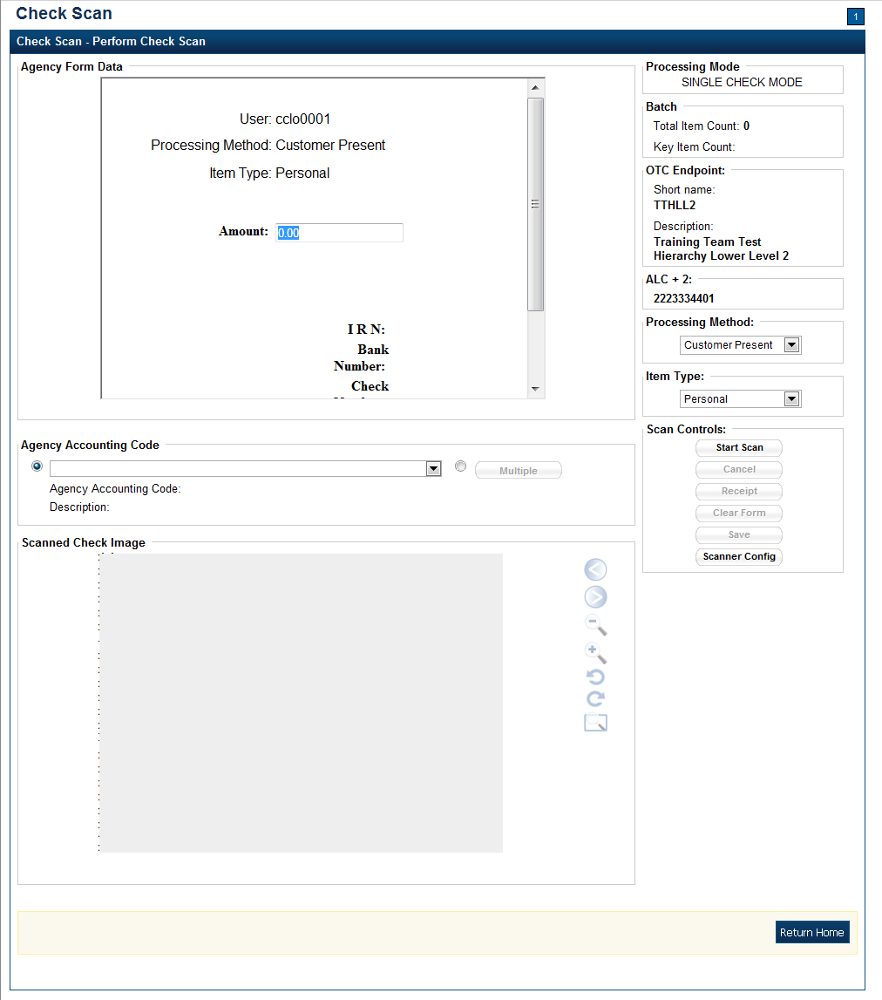 Check Scan
1
Check Scan - Perform Check Scan
Agency Form Data
User: cclo0001
Processing Method: Customer Present
Item Type: Personal
Amount: 0.00
I R N:
Bank
Number:
Check
Agency Accounting Code
Multiple
Agency Accounting Code:
Description:
Scanned Check Image
Processing Mode
SINGLE CHECK MODE
Batch
Total Item Count: 0
Key Item Count:
OTC Endpoint:
Short name:
TTHLL2
Description:
Training Team Test
Hierarchy Lower Level 2
ALC + 2:
2223334401
Processing Method:
Customer Present
Item Type:
Personal
Scan Controls:
Start Scan
Cancel
Receipt
Clear Form
Save
Scanner Config
Return Home